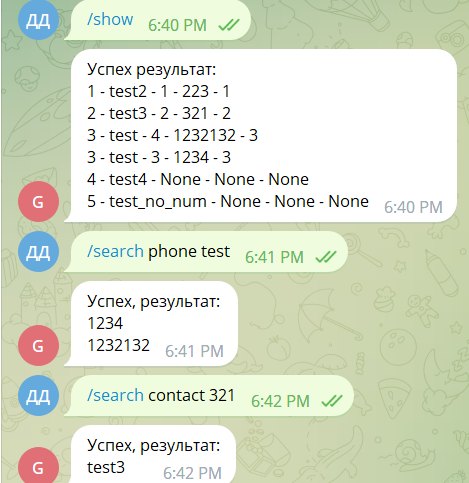 ДД
/show
6:40 PM
Успех результат:
1 - test2 - 1 - 223 - 1
2 - test3 - 2 - 321 - 2
3 - test - 4 - 1232132 - 3
3 - test - 3 - 1234 - 3
4 - test4 - None - None - None
5 - test_no_num - None - None - None
6:40 PM
G
ДД
/search phone test
6:41 PM
Успех, результат:
1234
1232132
6:41 PM
G
ДД
/search contact 321
6:42 PM
Успех, результат:
test3
6:42 PM
G